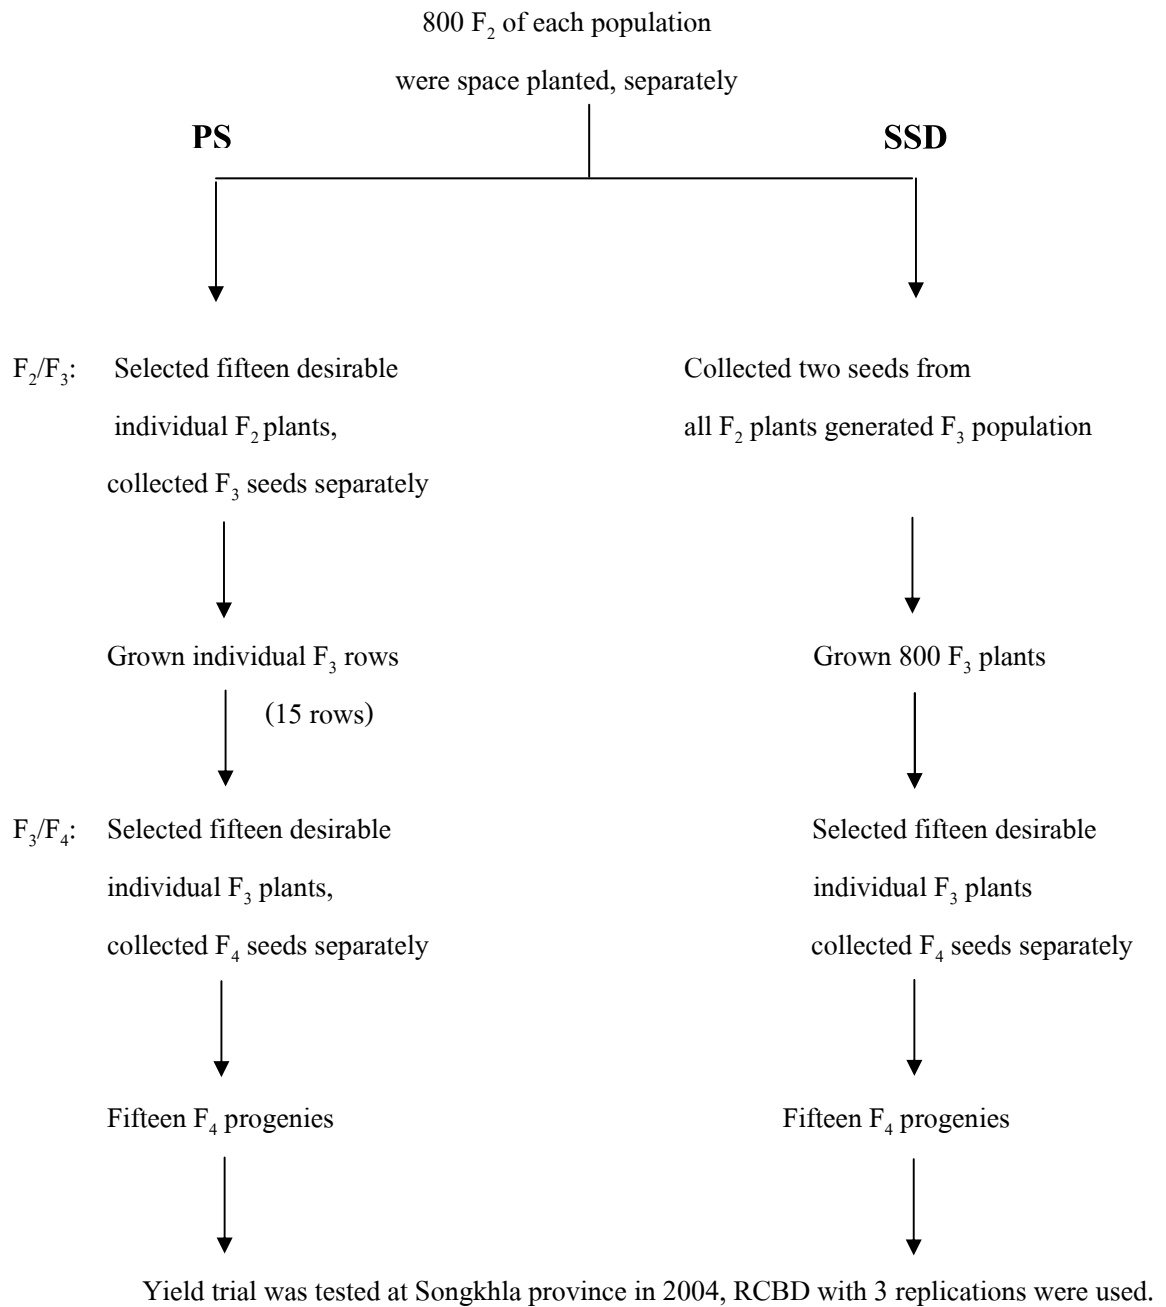 800 F₂ of each population
were space planted, separately
PS
SSD
F₂/F₃: Selected fifteen desirable
individual F₂ plants,
collected F₃ seeds separately
Collected two seeds from
all F₂ plants generated F₃ population
Grown individual F₃ rows
(15 rows)
Grown 800 F₃ plants
F₃/F₄: Selected fifteen desirable
individual F₃ plants,
collected F₄ seeds separately
Selected fifteen desirable
individual F₃ plants
collected F₄ seeds separately
Fifteen F₄ progenies
Fifteen F₄ progenies
Yield trial was tested at Songkhla province in 2004, RCBD with 3 replications were used.